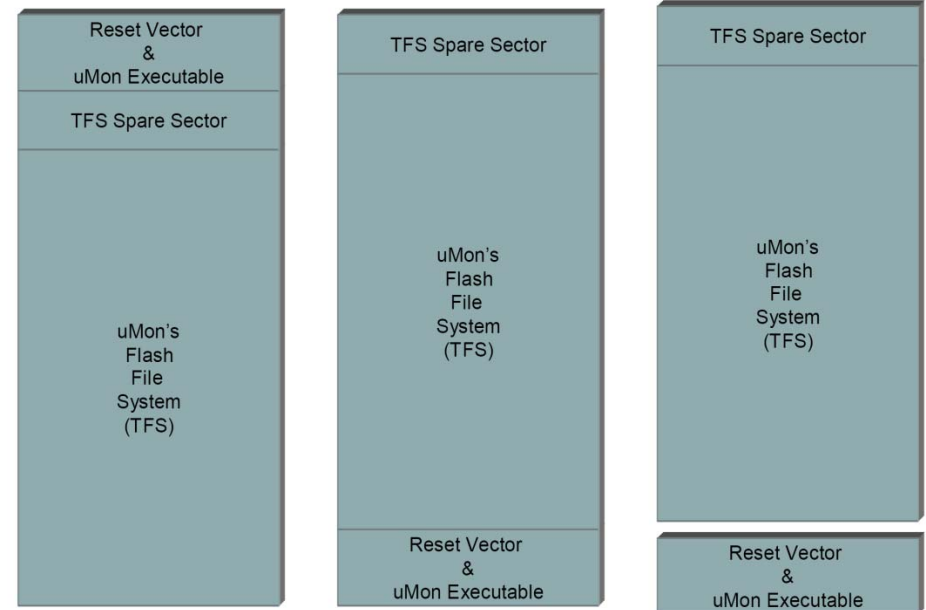 Reset Vector
&
uMon Executable
TFS Spare Sector
uMon's
Flash
File
System
(TFS)
TFS Spare Sector
uMon's
Flash
File
System
(TFS)
Reset Vector
&
uMon Executable
TFS Spare Sector
uMon's
Flash
File
System
(TFS)
Reset Vector
&
uMon Executable